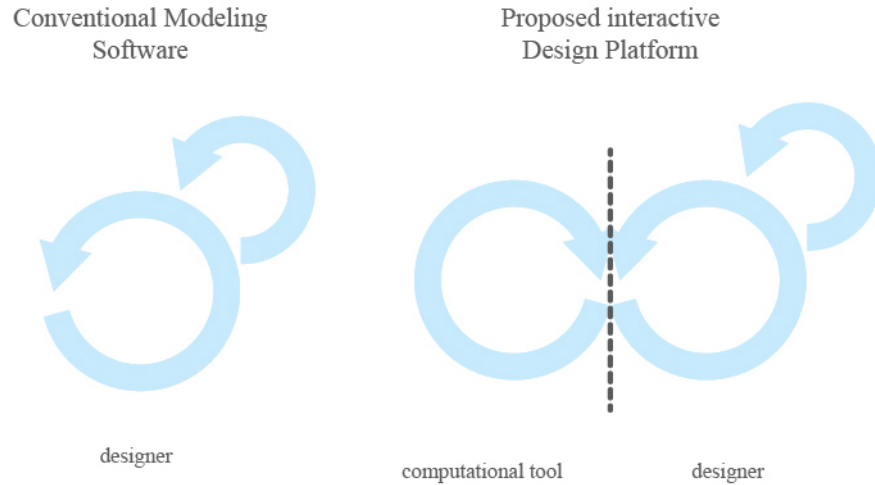 Conventional Modeling
Software
Proposed interactive
Design Platform
designer
computational tool
designer